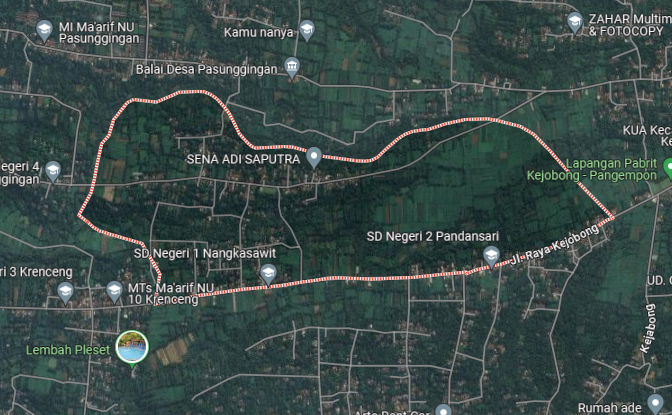 MI Ma'arif NU
Pasunggingan
Kamu nanya
ZAHAR Multim
& FOTOCOPY
Balai Desa Pasunggingan
KUA Kec
Ke
SENA ADI SAPUTRA
Lapangan Pabrit
Kejobong - Pangempon
egeri 4
ggingan
SD Negeri 2 Pandansari
Jl. Raya Kejobong
SD Negeri 1 Nangkasawit
ri 3 Krenceng
MTs Ma'arif NU
10 Krenceng
UD. C
Kejabong
Lembah Pleset
Rumah ade